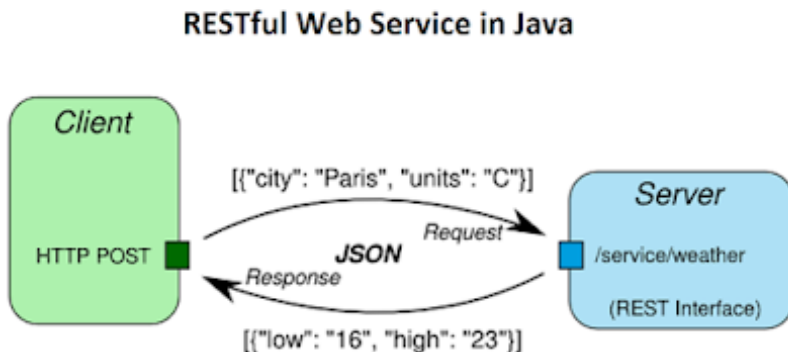 RESTful Web Service in Java
Client
[{"city": "Paris", "units": "C"}]
Server
Request
HTTP POST
JSON
/service/weather
Response
(REST Interface)
[{"low": "16", "high": "23"}]